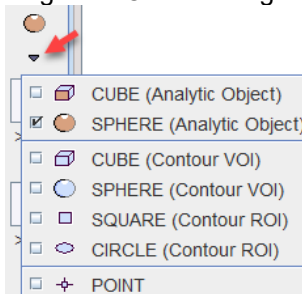 CUBE (Analytic Object)
SPHERE (Analytic Object)
CUBE (Contour VOI)
SPHERE (Contour VOI)
SQUARE (Contour ROI)
CIRCLE (Contour ROI)
POINT